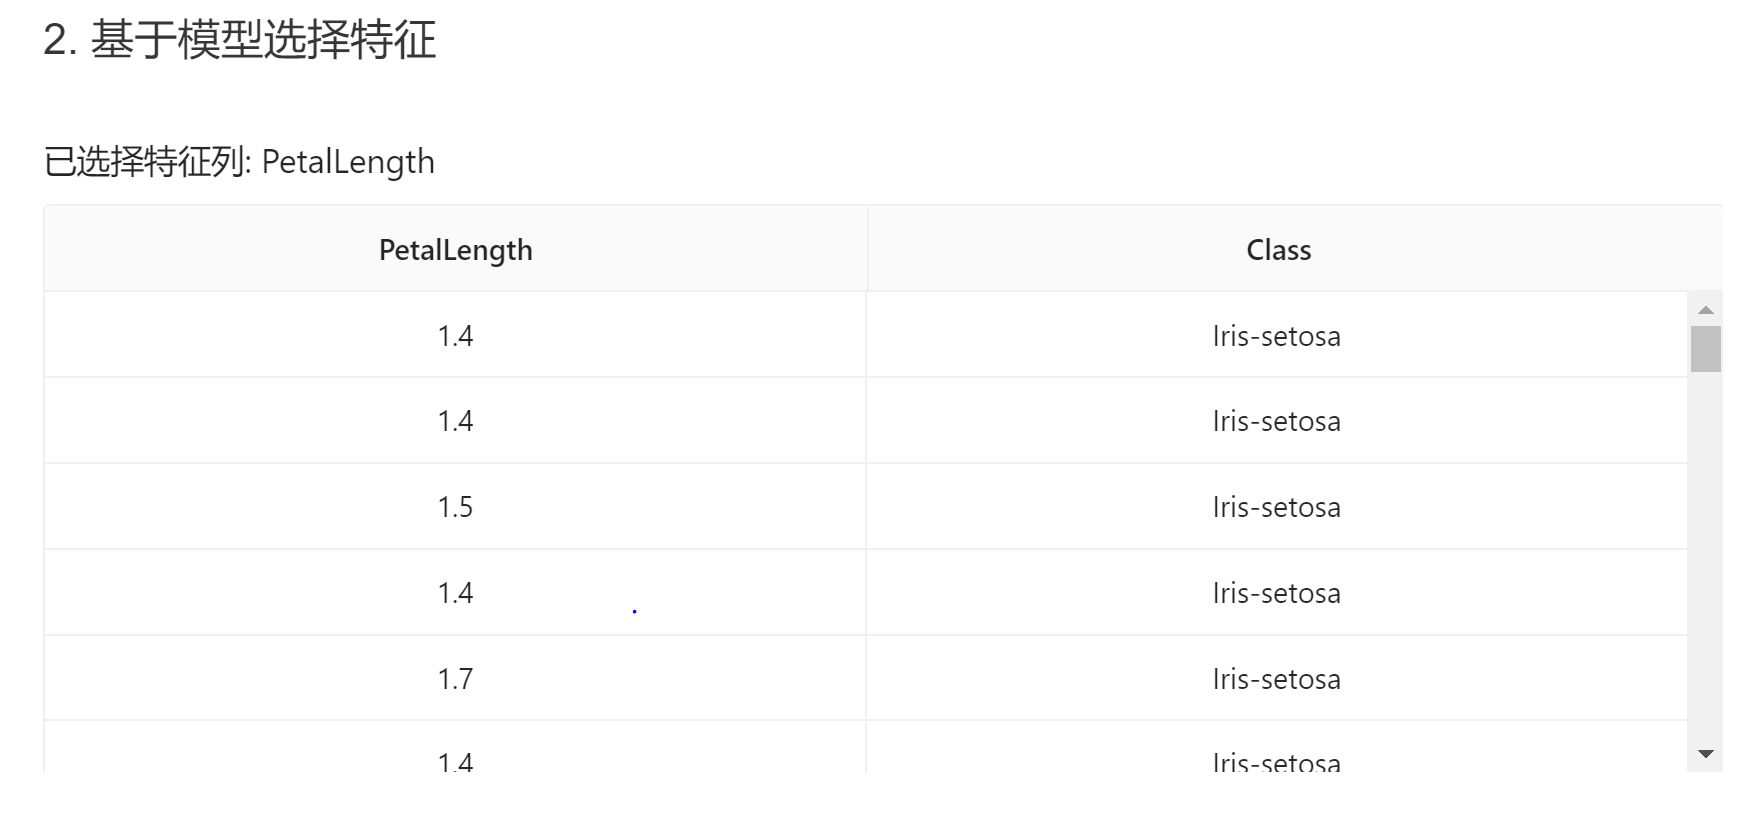 2. 基于模型选择特征
已选择特征列: PetalLength
PetalLength Class
1.4 Iris-setosa
1.4 Iris-setosa
1.5 Iris-setosa
1.4 Iris-setosa
1.7 Iris-setosa
1.4 Iris-setosa